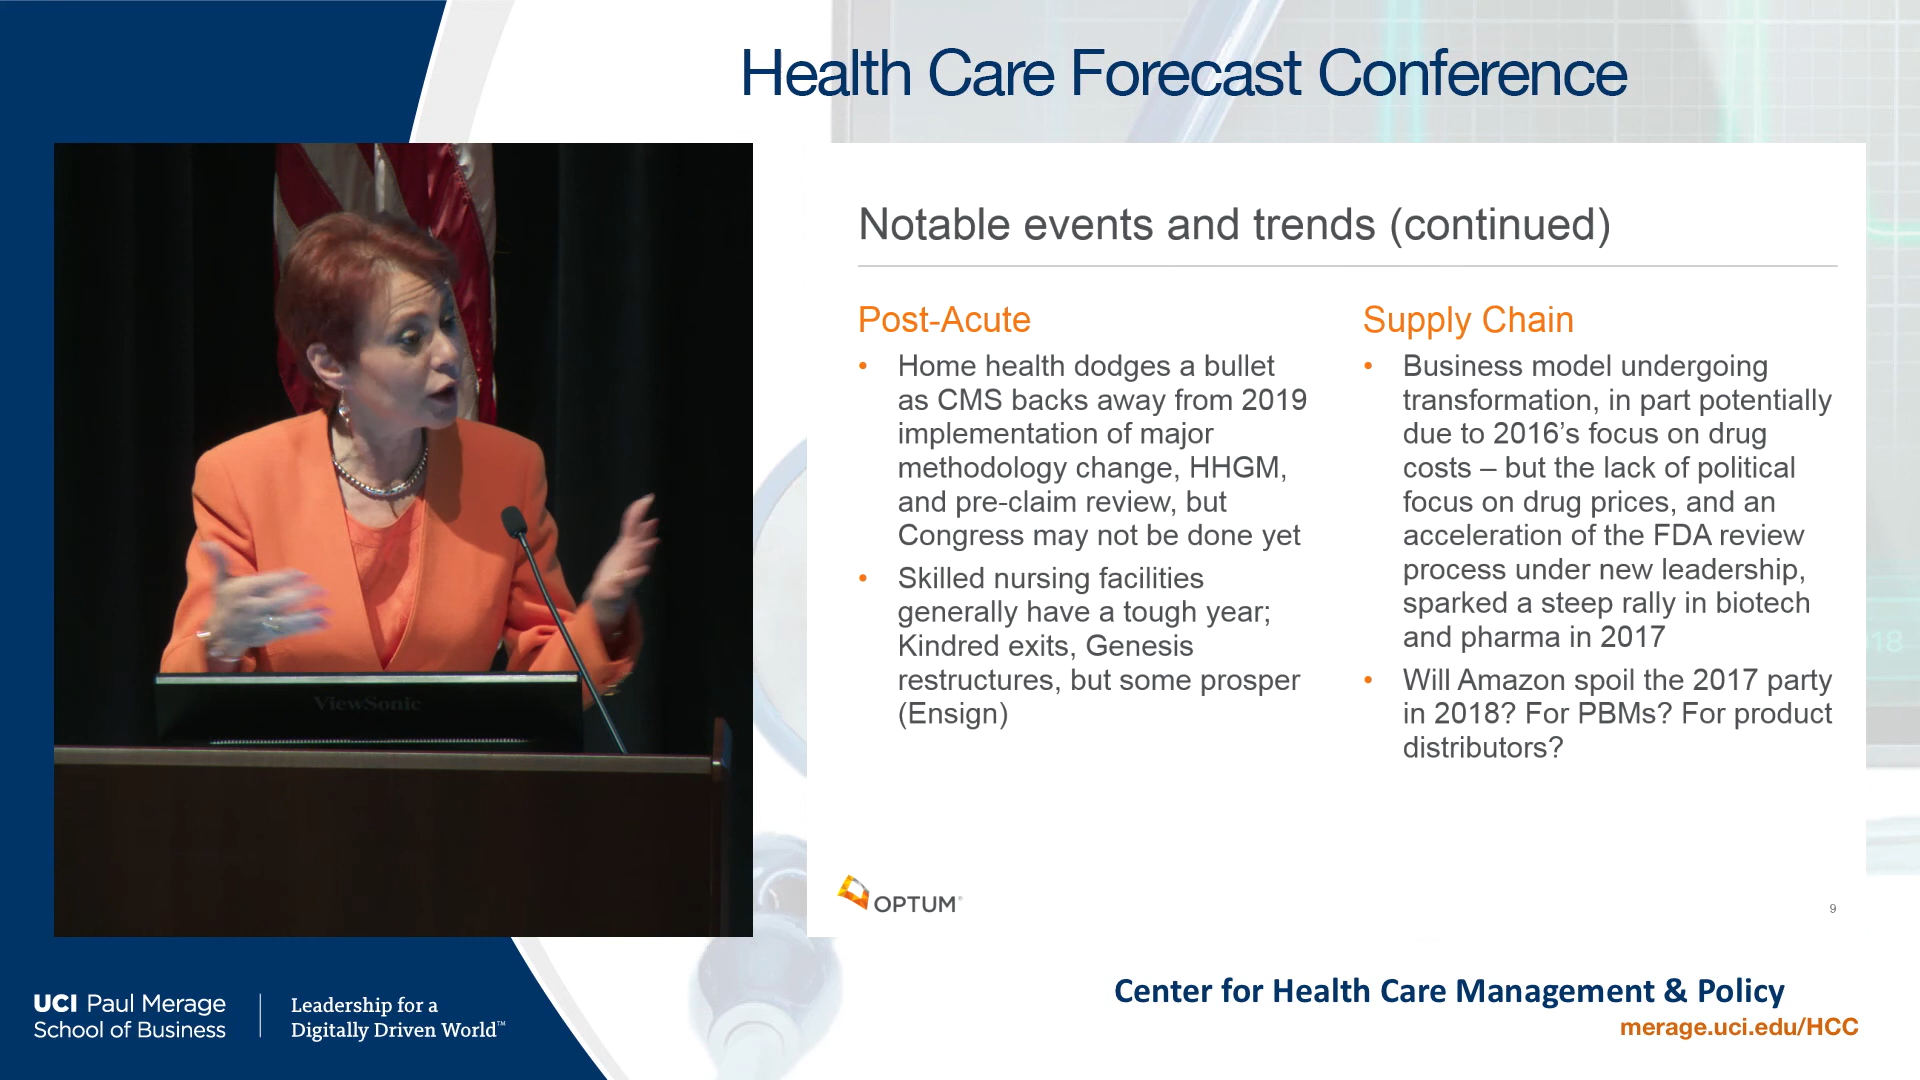 Health Care Forecast Conference
ViewSonic
Notable events and trends (continued)
Post-Acute
• Home health dodges a bullet
as CMS backs away from 2019
implementation of major
methodology change, HHGM,
and pre-claim review, but
Congress may not be done yet
• Skilled nursing facilities
generally have a tough year;
Kindred exits, Genesis
restructures, but some prosper
(Ensign)
Supply Chain
• Business model undergoing
transformation, in part potentially
due to 2016’s focus on drug
costs – but the lack of political
focus on drug prices, and an
acceleration of the FDA review
process under new leadership,
sparked a steep rally in biotech
and pharma in 2017
• Will Amazon spoil the 2017 party
in 2018? For PBMs? For product
distributors?
OPTUM®
9
18
UCI Paul Merage
School of Business
Leadership for a
Digitally Driven World™
Center for Health Care Management & Policy
merage.uci.edu/HCC